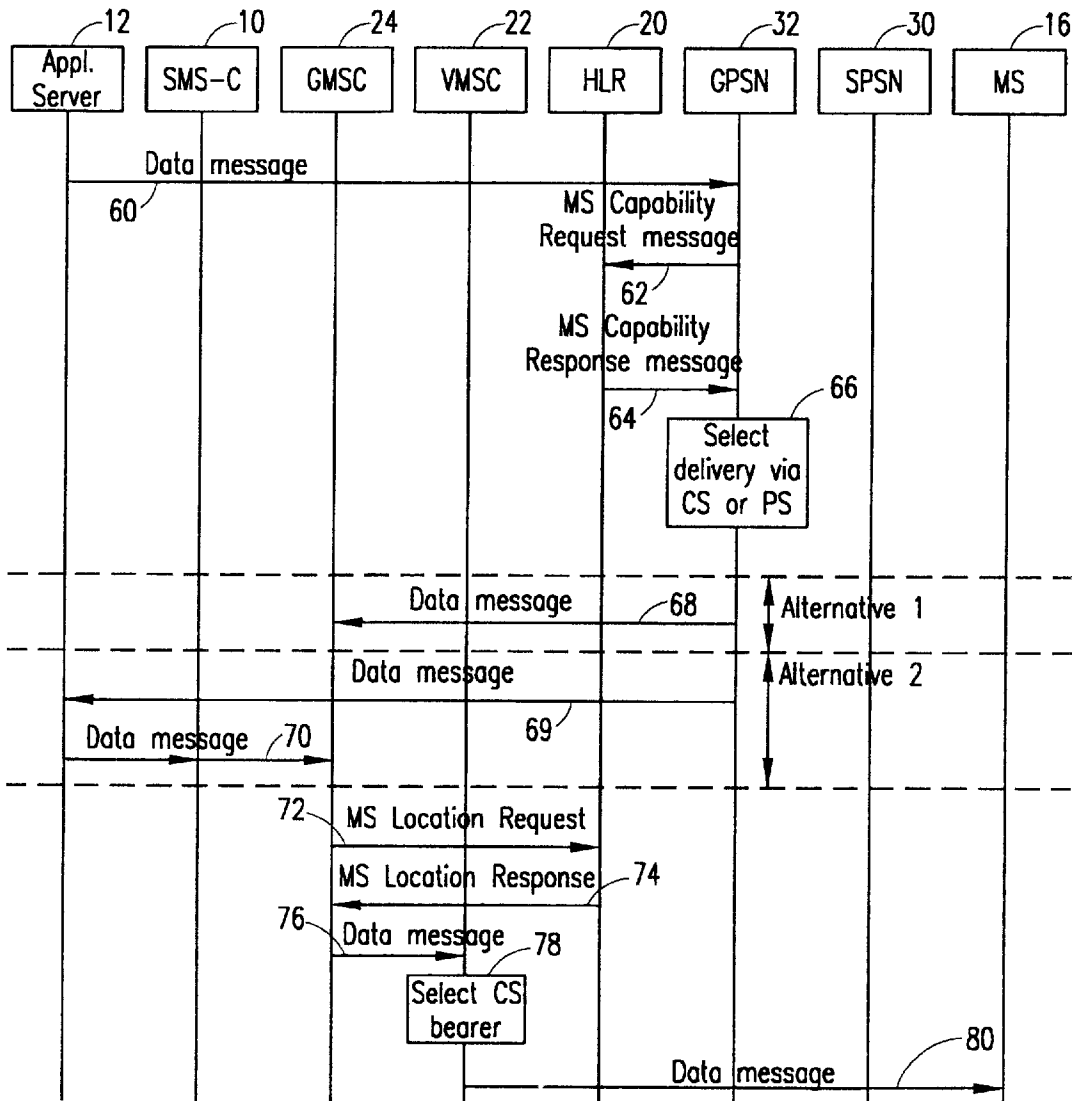 12
10
24
22
20
32
30
16
Appl.
Server
SMS-C
GMSC
VMSC
HLR
GPSN
SPSN
MS
Data message
60
MS Capability
Request message
62
MS Capability
Response message
64
66
Select
delivery via
CS or PS
Data message
68
Alternative 1
Data message
Alternative 2
69
Data message
70
72
MS Location Request
MS Location Response
74
76
Data message
78
Select CS
bearer
80
Data message